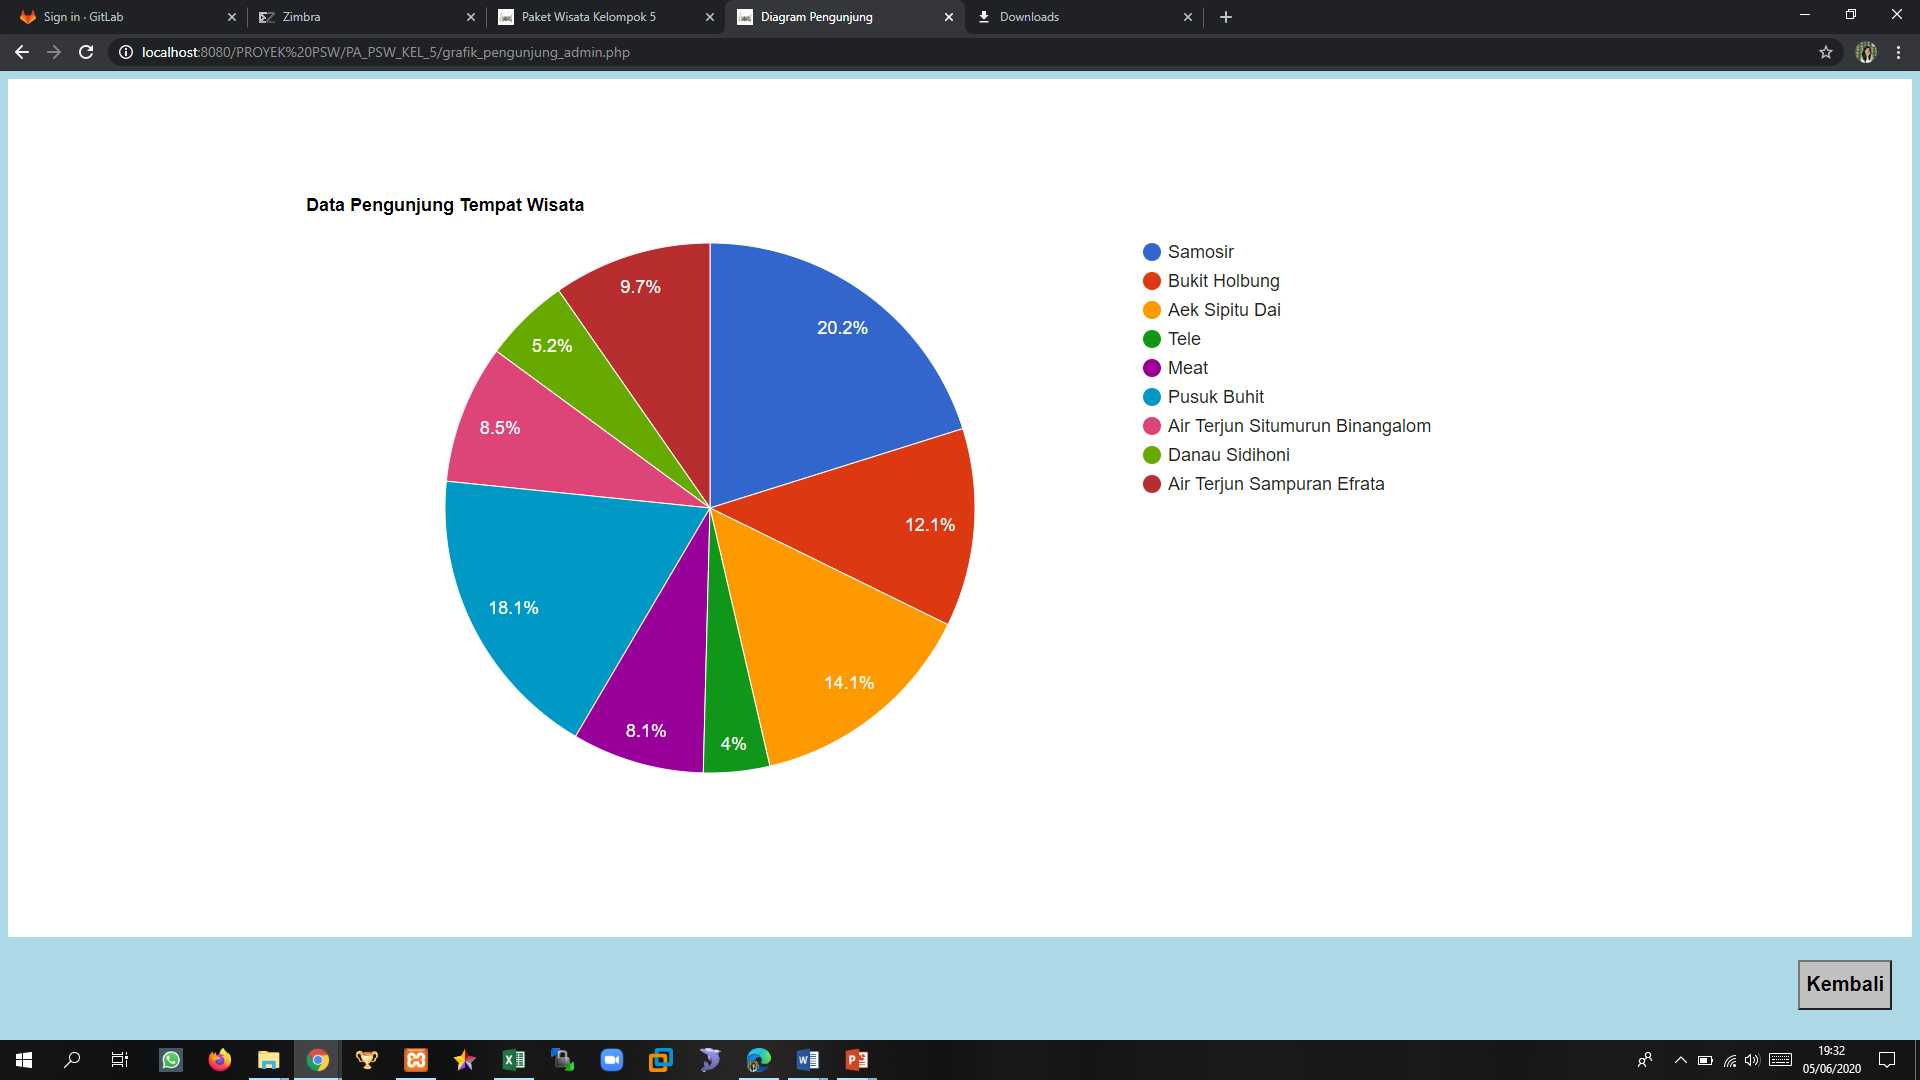 Sign in · GitLab
Zimbra
Paket Wisata Kelompok 5
Diagram Pengunjung
Downloads
localhost:8080/PROYEK%20PSW/PA_PSW_KEL_5/grafik_pengunjung_admin.php
Data Pengunjung Tempat Wisata
9.7%
20.2%
5.2%
8.5%
12.1%
18.1%
14.1%
8.1%
4%
Samosir
Bukit Holbung
Aek Sipitu Dai
Tele
Meat
Pusuk Buhit
Air Terjun Situmurun Binangalom
Danau Sidihoni
Air Terjun Sampuran Efrata
Kembali
19:32
05/06/2020